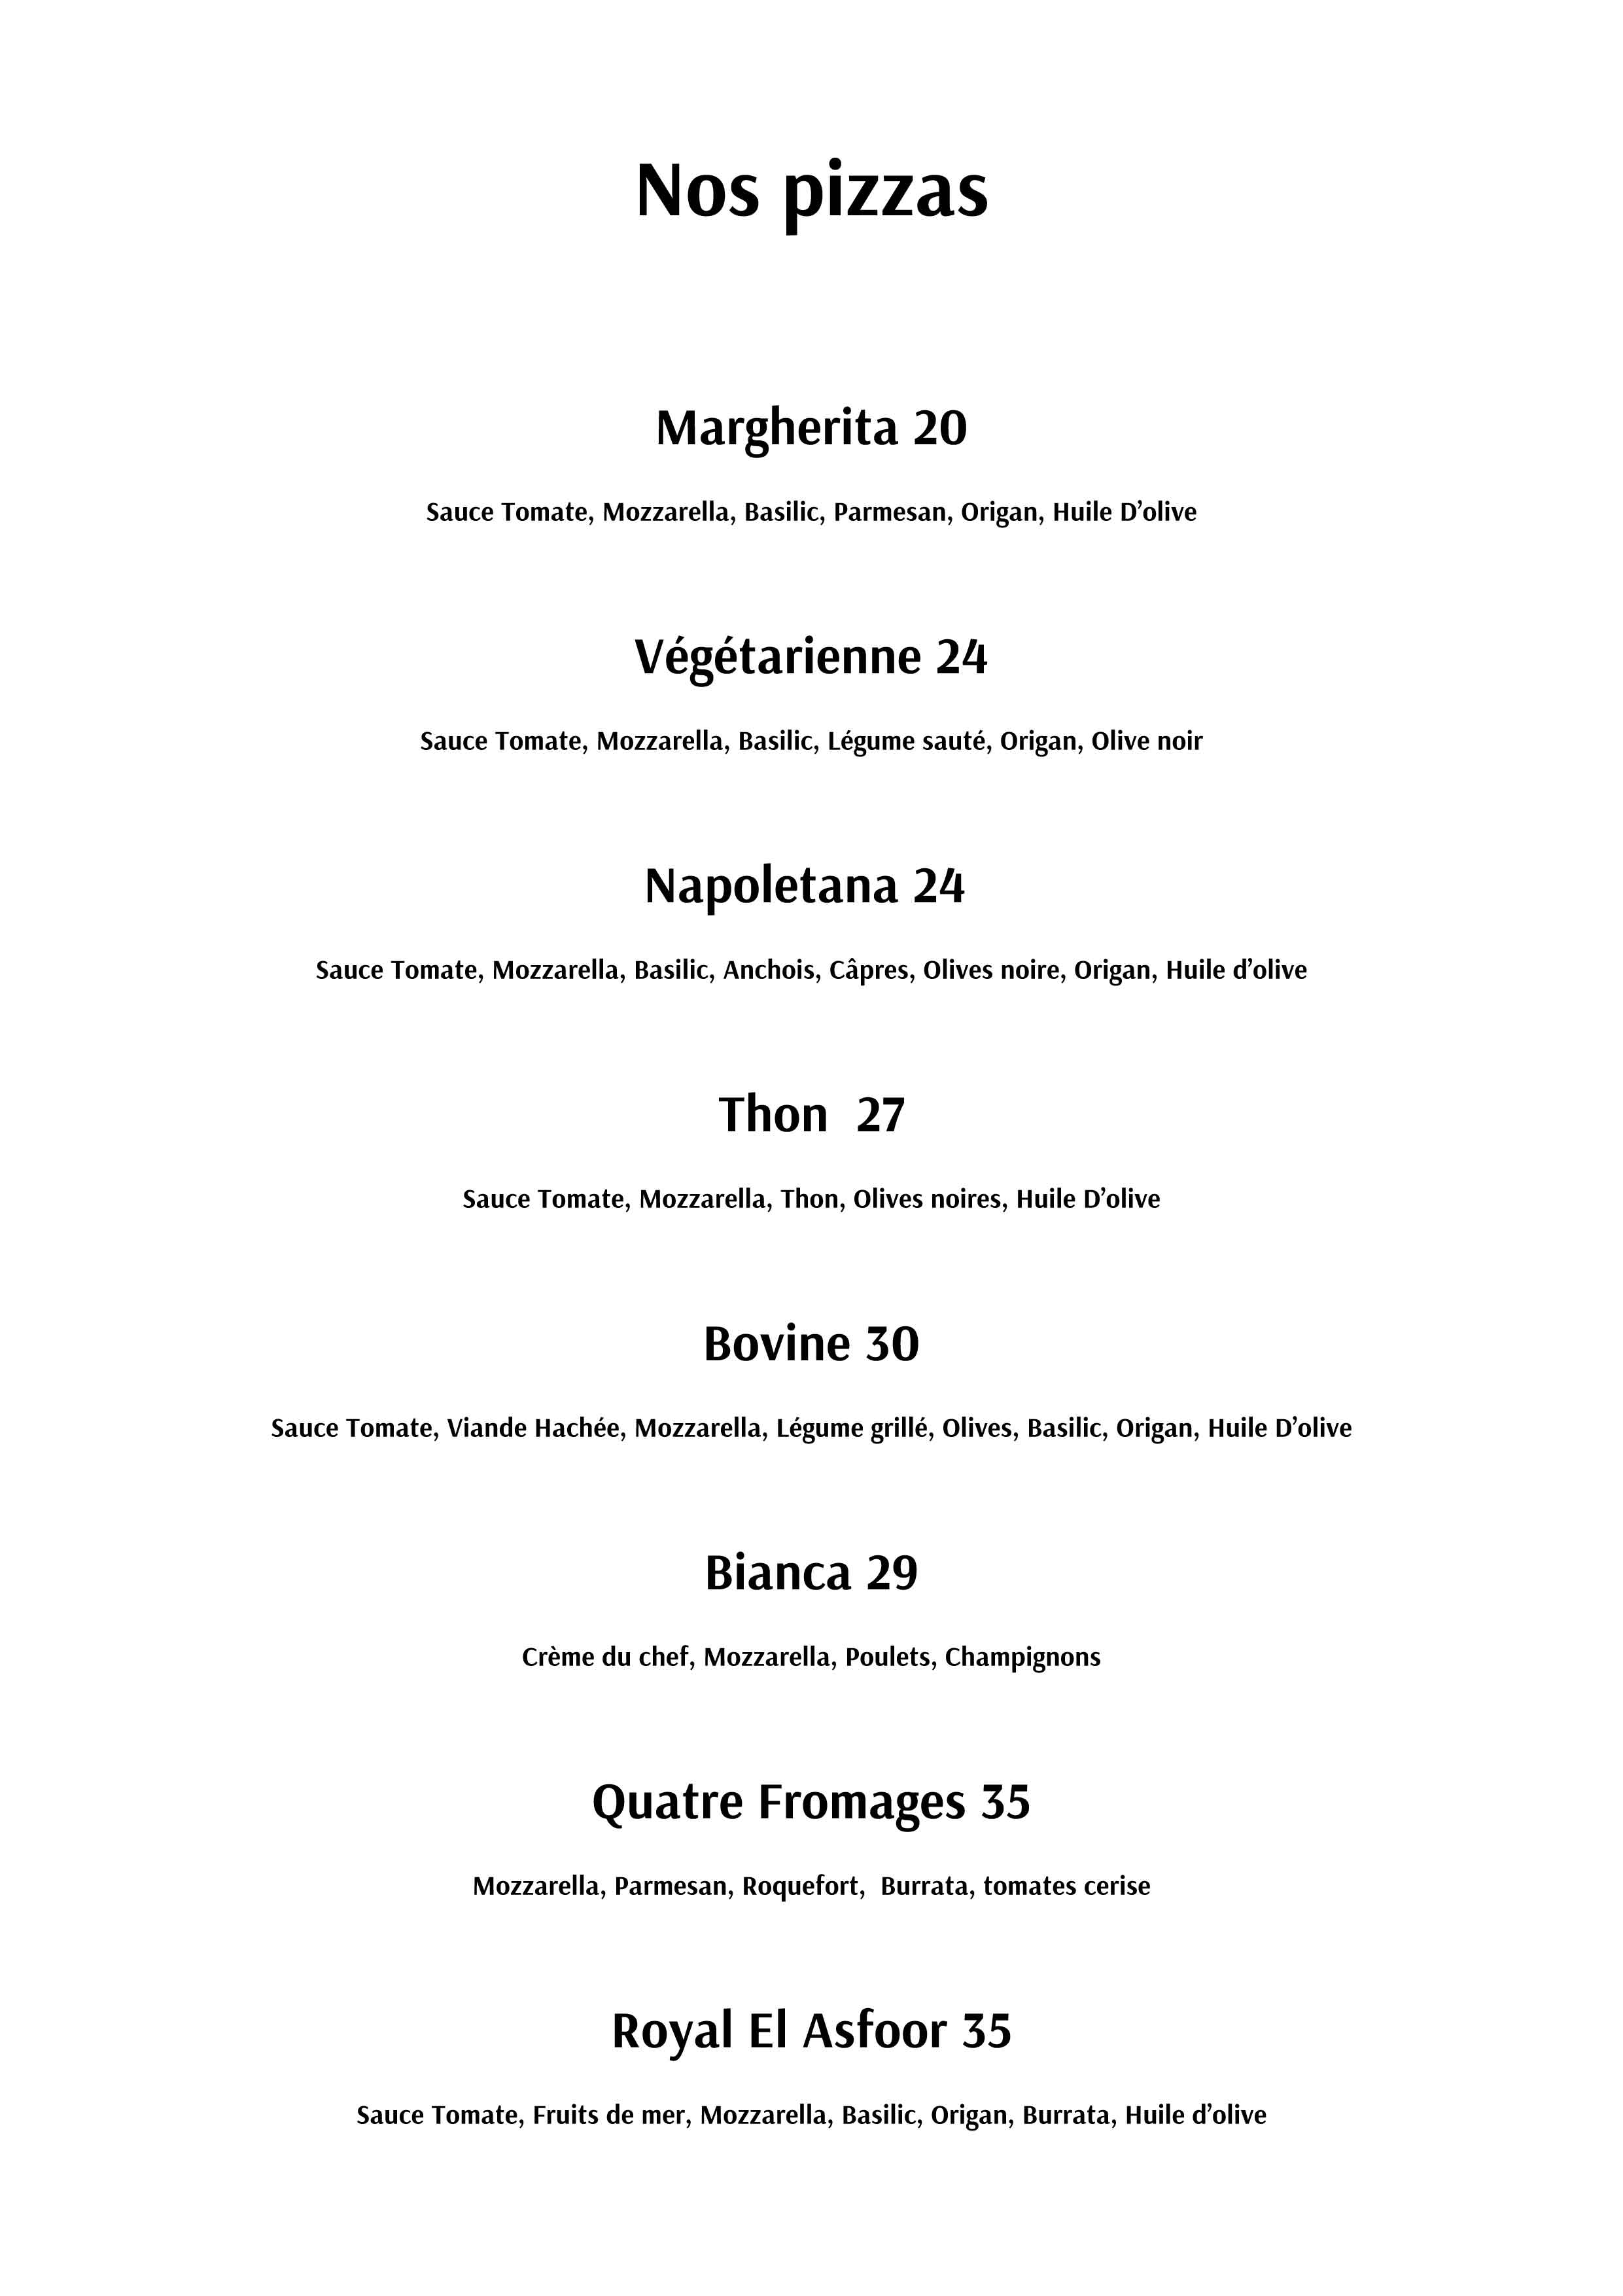 Nos pizzas
Margherita 20
Sauce Tomate, Mozzarella, Basilic, Parmesan, Origan, Huile D’olive
Végétarienne 24
Sauce Tomate, Mozzarella, Basilic, Légume sauté, Origan, Olive noir
Napoletana 24
Sauce Tomate, Mozzarella, Basilic, Anchois, Câpres, Olives noire, Origan, Huile d’olive
Thon  27
Sauce Tomate, Mozzarella, Thon, Olives noires, Huile D’olive
Bovine 30
Sauce Tomate, Viande Hachée, Mozzarella, Légume grillé, Olives, Basilic, Origan, Huile D’olive
Bianca 29
Crème du chef, Mozzarella, Poulets, Champignons
Quatre Fromages 35
Mozzarella, Parmesan, Roquefort,  Burrata, tomates cerise
Royal El Asfoor 35
Sauce Tomate, Fruits de mer, Mozzarella, Basilic, Origan, Burrata, Huile d’olive